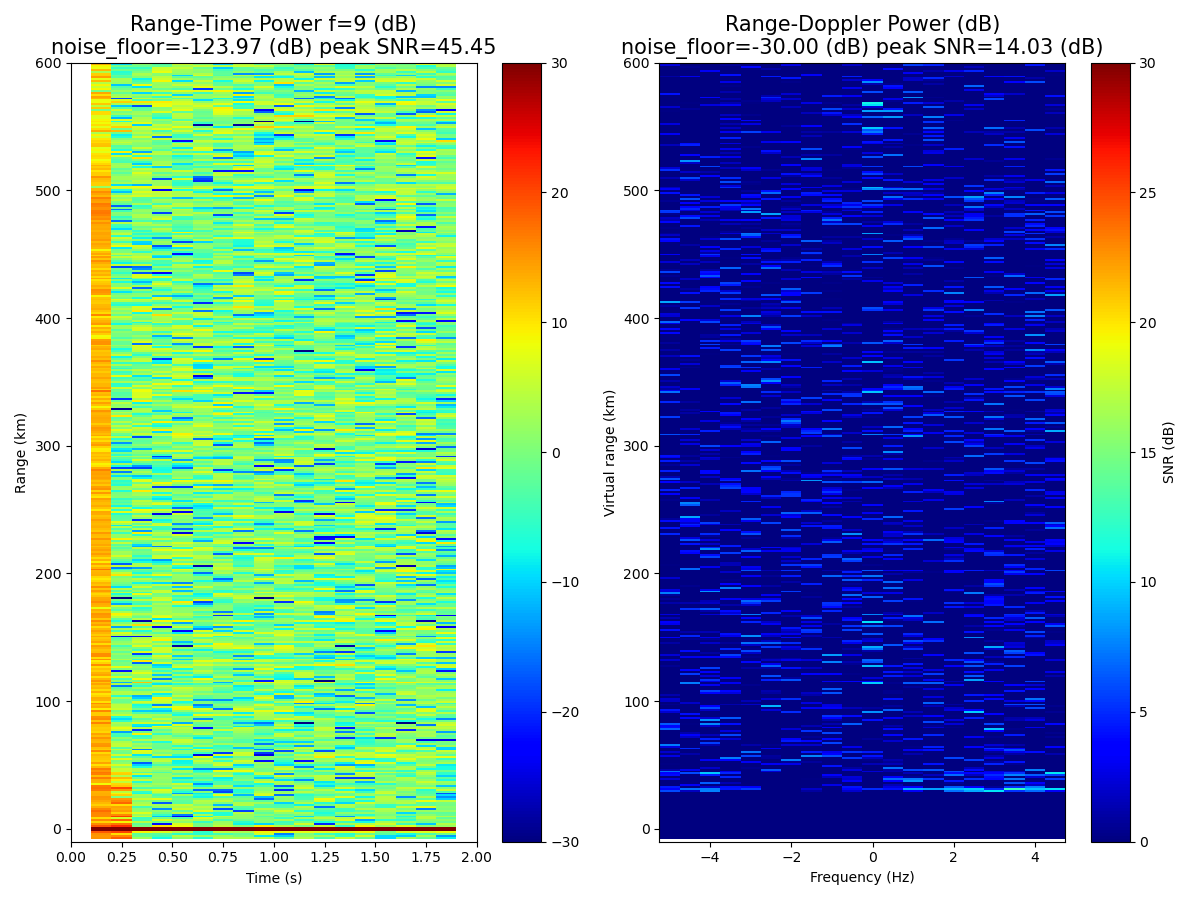 Range-Time Power f=9 (dB)
noise_floor=-123.97 (dB) peak SNR=45.45
Range-Doppler Power (dB)
noise_floor=-30.00 (dB) peak SNR=14.03 (dB)
600
500
400
300
200
100
0
Range (km)
0.00 0.25 0.50 0.75 1.00 1.25 1.50 1.75 2.00
Time (s)
30
20
10
0
−10
−20
−30
600
500
400
300
200
100
0
Virtual range (km)
−4 −2 0 2 4
Frequency (Hz)
30
25
20
15
10
5
0
SNR (dB)